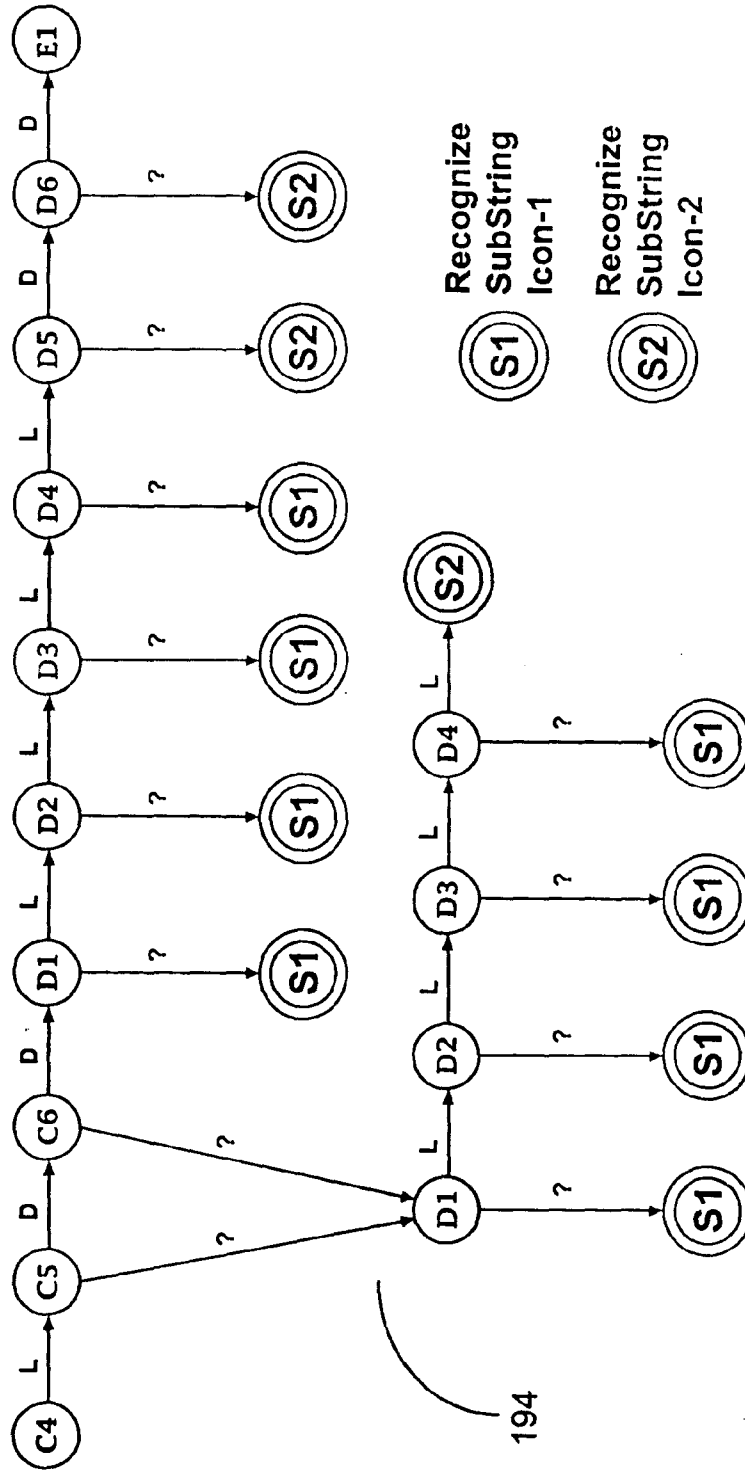 C4 L C5 D C6 D D1 L D2 L D3 L D4 L D5 D D6 D E1
? ? ? ? ? ? ? ?
S1 S1 S1 S1 S2 S2
D1 L D2 L D3 L D4 L S2
? ? ? ?
S1 S1 S1 S1
194
S1
Recognize
SubString
Icon-1
S2
Recognize
SubString
Icon-2